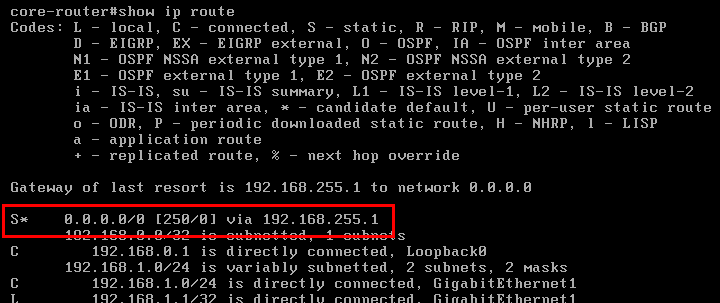 core-router#show ip route
Codes: L - local, C - connected, S - static, R - RIP, M - mobile, B - BGP
D - EIGRP, EX - EIGRP external, O - OSPF, IA - OSPF inter area
N1 - OSPF NSSA external type 1, N2 - OSPF NSSA external type 2
E1 - OSPF external type 1, E2 - OSPF external type 2
i - IS-IS, su - IS-IS summary, L1 - IS-IS level-1, L2 - IS-IS level-2
ia - IS-IS inter area, * - candidate default, U - per-user static route
o - ODR, P - periodic downloaded static route, H - NHRP, l - LISP
a - application route
+ - replicated route, % - next hop override
Gateway of last resort is 192.168.255.1 to network 0.0.0.0
S* 0.0.0.0/0 [250/0] via 192.168.255.1
192.168.0.0/32 is subnetted, 1 subnets
C 192.168.0.1 is directly connected, Loopback0
192.168.1.0/24 is variably subnetted, 2 subnets, 2 masks
C 192.168.1.0/24 is directly connected, GigabitEthernet1
L 192.168.1.1/32 is directly connected, GigabitEthernet1